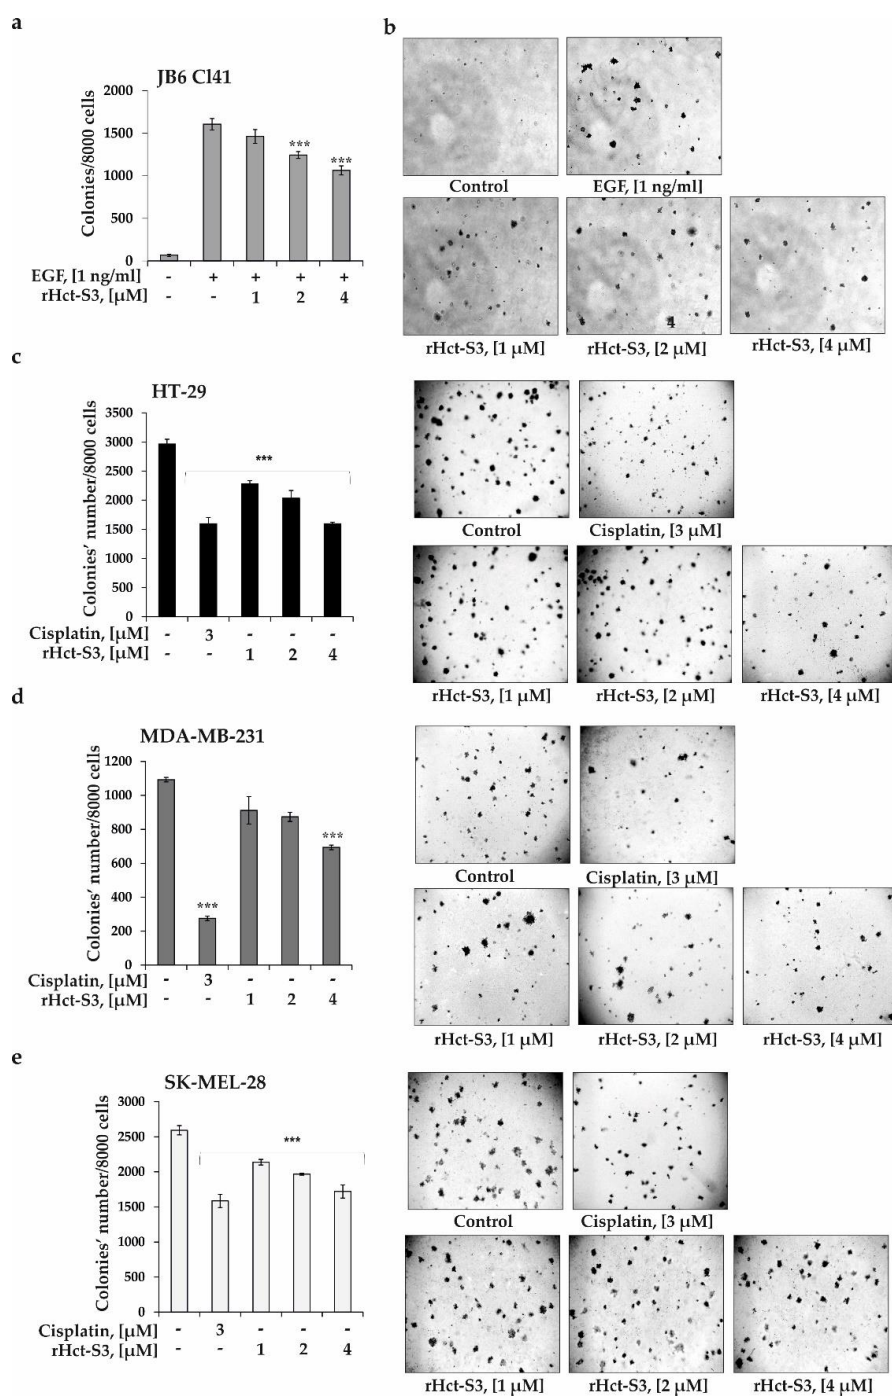 a
JB6 Cl41
Colonies/8000 cells
2000
1500
1000
500
0
***
***
EGF, [1 ng/ml] - + + + +
rHct-S3, [µM] - - 1 2 4
b
Control
EGF, [1 ng/ml]
4
rHct-S3, [1 µM]
rHct-S3, [2 µM]
rHct-S3, [4 µM]
c
HT-29
Colonies' number/8000 cells
3500
3000
2500
2000
1500
1000
500
0
***
Cisplatin, [µM] - 3 - - -
rHct-S3, [µM] - - 1 2 4
Control
Cisplatin, [3 µM]
rHct-S3, [1 µM]
rHct-S3, [2 µM]
rHct-S3, [4 µM]
d
MDA-MB-231
Colonies' number/8000 cells
1200
1000
800
600
400
200
0
***
***
Cisplatin, [µM] - 3 - - -
rHct-S3, [µM] - - 1 2 4
Control
Cisplatin, [3 µM]
rHct-S3, [1 µM]
rHct-S3, [2 µM]
rHct-S3, [4 µM]
e
SK-MEL-28
Colonies' number/8000 cells
3000
2500
2000
1500
1000
500
0
***
Cisplatin, [µM] - 3 - - -
rHct-S3, [µM] - - 1 2 4
Control
Cisplatin, [3 µM]
rHct-S3, [1 µM]
rHct-S3, [2 µM]
rHct-S3, [4 µM]